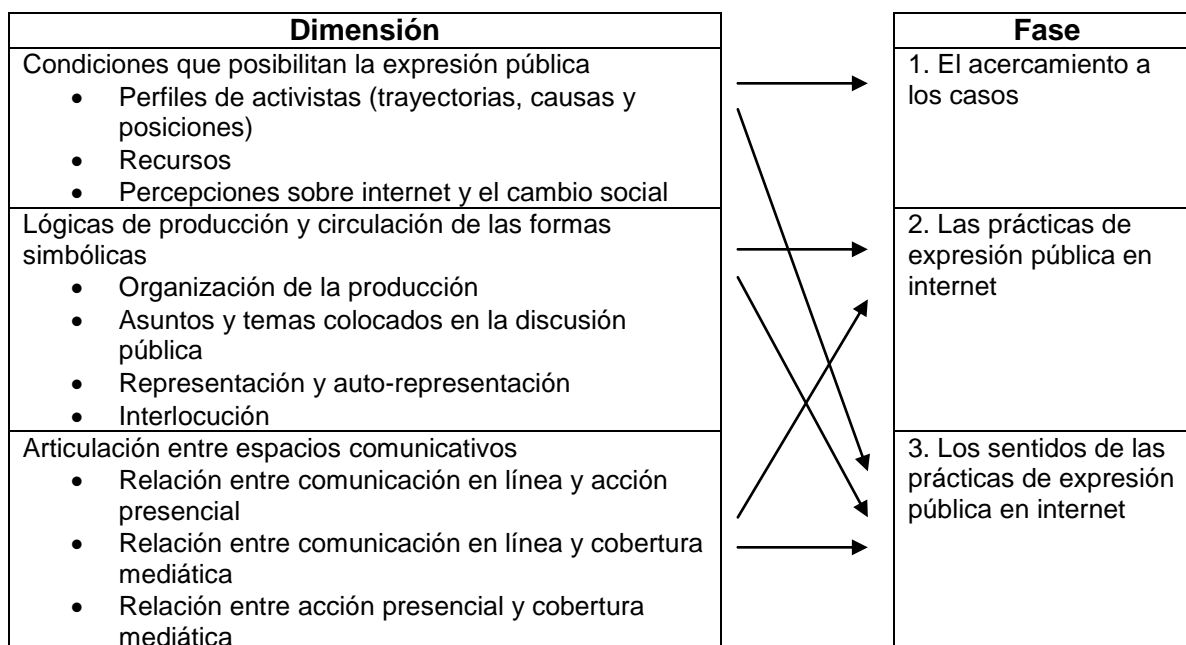 Dimensión
Condiciones que posibilitan la expresión pública
• Perfiles de activistas (trayectorias, causas y
posiciones)
• Recursos
• Percepciones sobre internet y el cambio social
Lógicas de producción y circulación de las formas
simbólicas
• Organización de la producción
• Asuntos y temas colocados en la discusión
pública
• Representación y auto-representación
• Interlocución
Articulación entre espacios comunicativos
• Relación entre comunicación en línea y acción
presencial
• Relación entre comunicación en línea y cobertura
mediática
• Relación entre acción presencial y cobertura
mediática
Fase
1. El acercamiento a
los casos
2. Las prácticas de
expresión pública en
internet
3. Los sentidos de las
prácticas de expresión
pública en internet